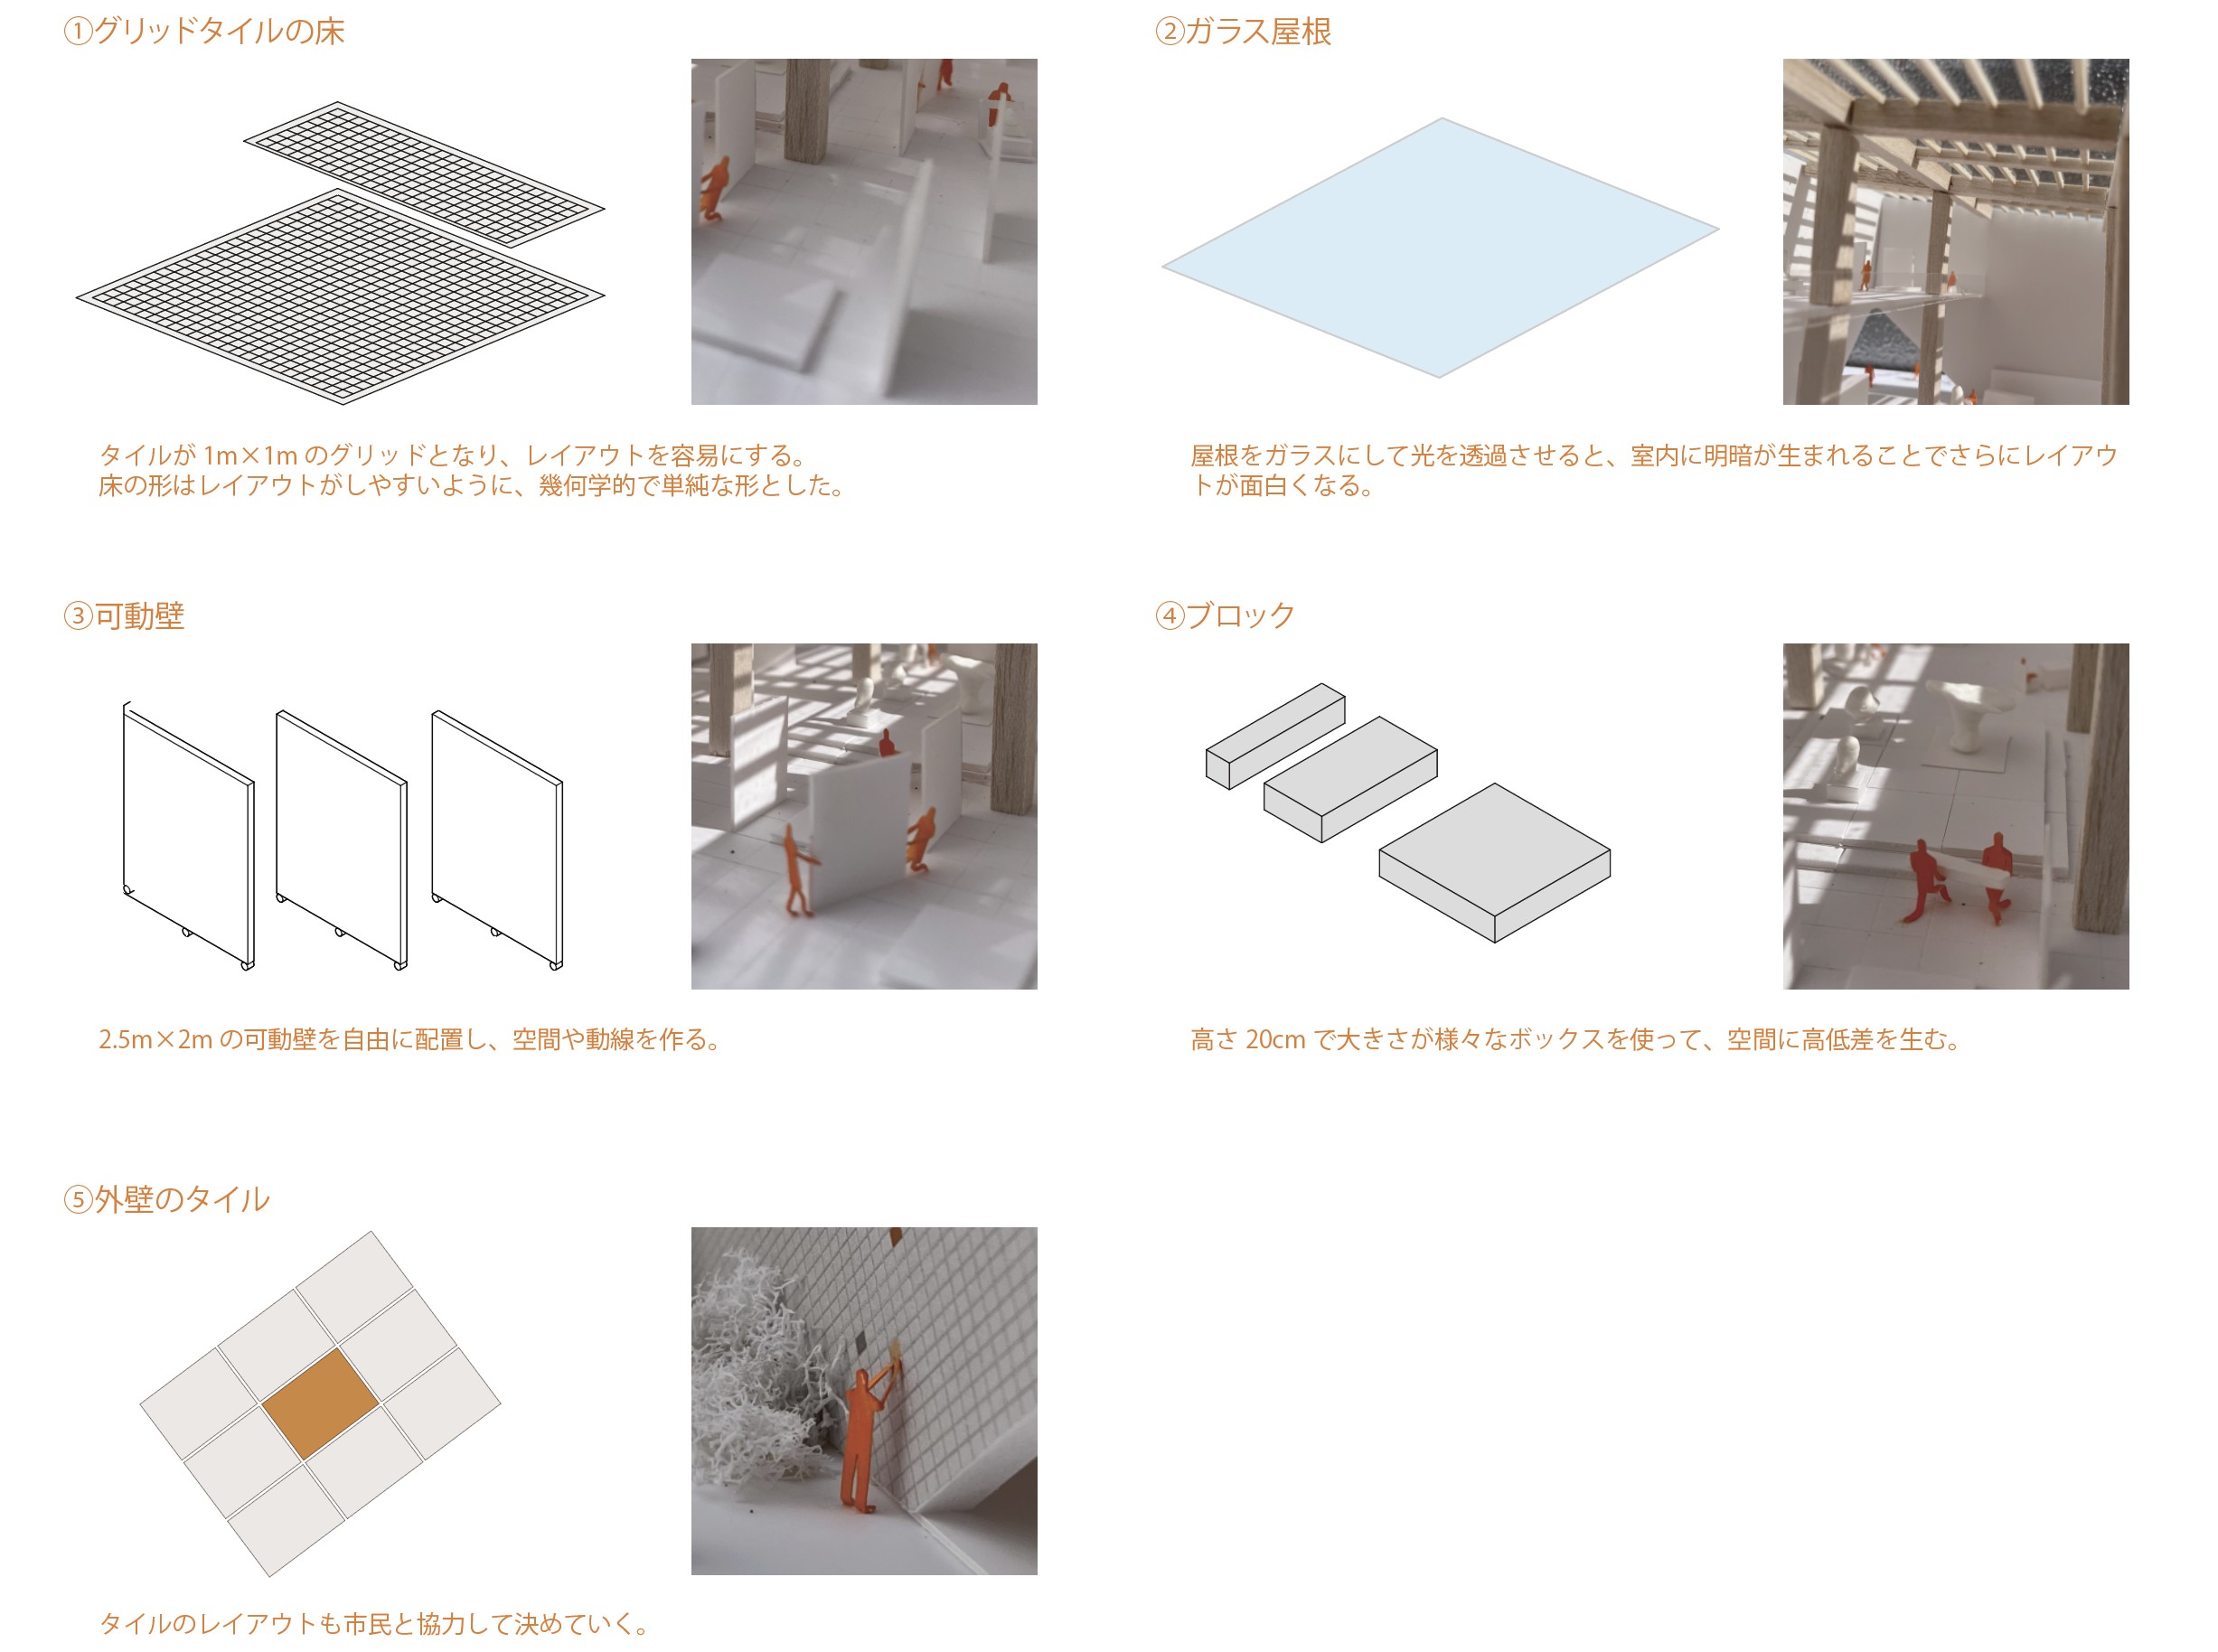 ①グリッドタイルの床
タイルが 1m×1m のグリッドとなり、レイアウトを容易にする。
床の形はレイアウトがしやすいように、幾何学的で単純な形とした。
②ガラス屋根
屋根をガラスにして光を透過させると、室内に明暗が生まれることでさらにレイアウ
トが面白くなる。
③可動壁
2.5m×2m の可動壁を自由に配置し、空間や動線を作る。
④ブロック
高さ 20cm で大きさが様々なボックスを使って、空間に高低差を生む。
⑤外壁のタイル
タイルのレイアウトも市民と協力して決めていく。